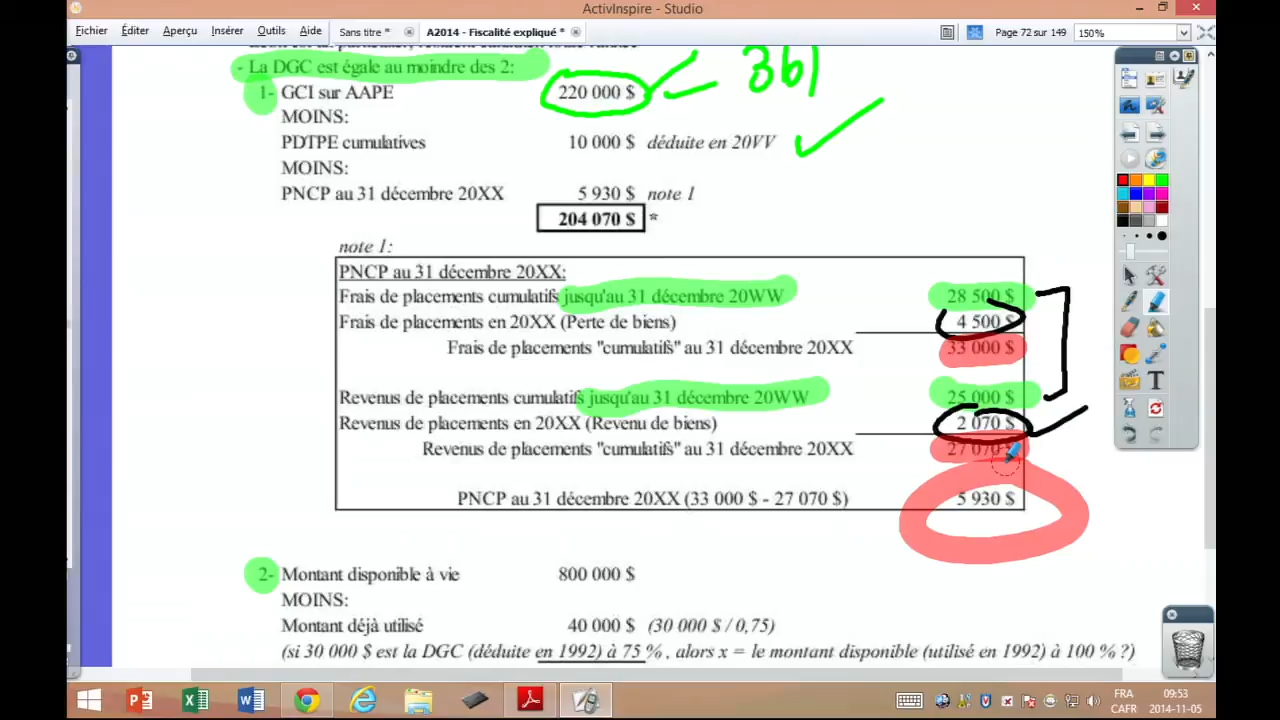 ActivInspire - Studio
Fichier Éditer Aperçu Insérer Outils Aide Sans titre * A2014 - Fiscalité expliqué * Page 72 sur 149 150%
- La DGC est égale au moindre des 2:
361
1- GCI sur AAPE 220 000 $
MOINS:
PDTPE cumulatives 10 000 $ déduite en 20VV
MOINS:
PNCP au 31 décembre 20XX 5 930 $ note 1
204 070 $ *
note 1:
PNCP au 31 décembre 20XX:
Frais de placements cumulatifs jusqu'au 31 décembre 20WW 28 500 $
Frais de placements en 20XX (Perte de biens) 4 500 $
Frais de placements "cumulatifs" au 31 décembre 20XX 33 000 $
Revenus de placements cumulatifs jusqu'au 31 décembre 20WW 25 000 $
Revenus de placements en 20XX (Revenu de biens) 2 070 $
Revenus de placements "cumulatifs" au 31 décembre 20XX 27 070 $
PNCP au 31 décembre 20XX (33 000 $ - 27 070 $) 5 930 $
2- Montant disponible à vie 800 000 $
MOINS:
Montant déjà utilisé 40 000 $ (30 000 $ / 0,75)
(si 30 000 $ est la DGC (déduite en 1992) à 75 %, alors x = le montant disponible (utilisé en 1992) à 100 % ?)
FRA 09:53
CAFR 2014-11-05